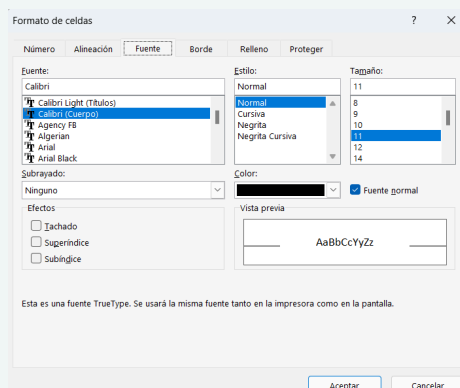 Formato de celdas ? ×
Número Alineación Fuente Borde Relleno Proteger
Fuente: Estilo: Tamaño:
Calibri Normal 11
Calibri Light (Títulos) Normal 8
Calibri (Cuerpo) Cursiva 9
Agency FB Negrita 10
Algerian Negrita Cursiva 11
Arial 12
Arial Black 14
Subrayado: Color:
Ninguno Fuente normal
Efectos Vista previa
Tachado
Superíndice AaBbCcYyZz
Subíndice
Esta es una fuente TrueType. Se usará la misma fuente tanto en la impresora como en la pantalla.
Aceptar Cancelar